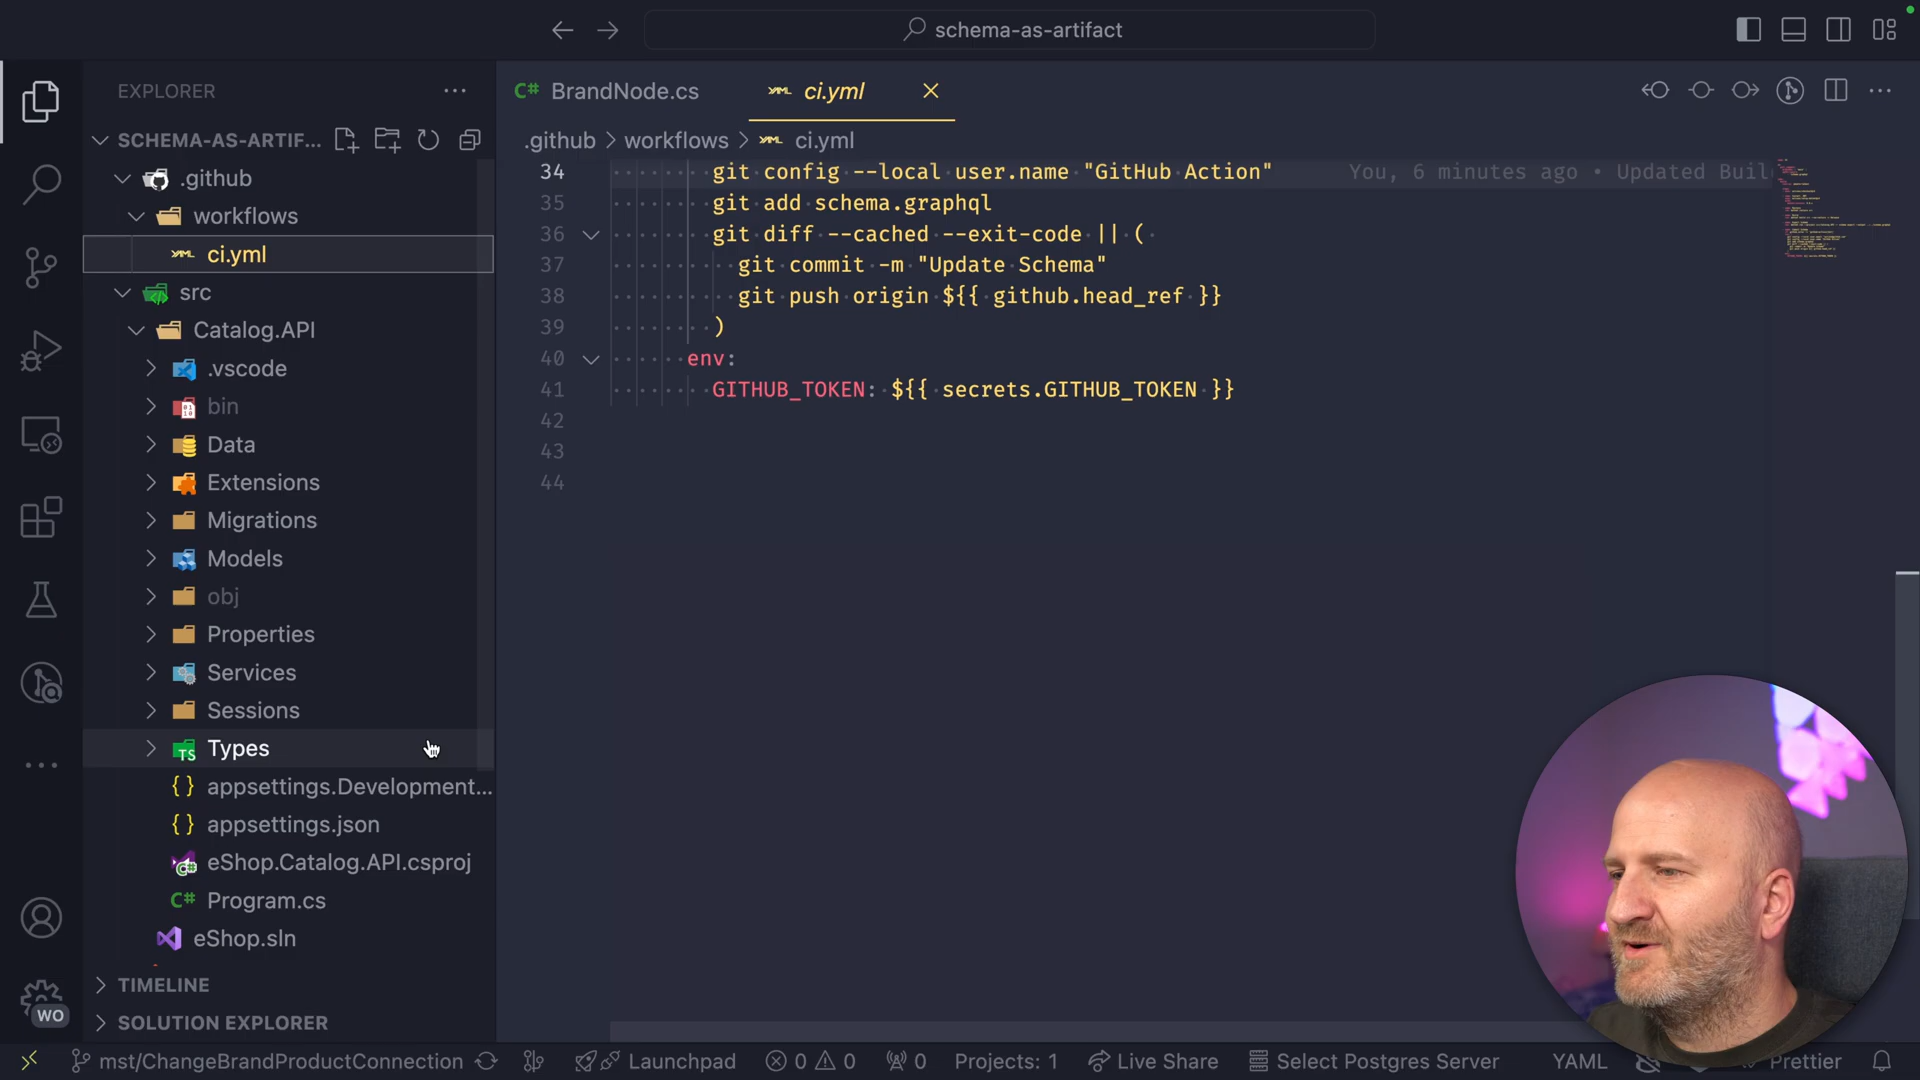 schema-as-artifact
EXPLORER
SCHEMA-AS-ARTIF...
.github
workflows
ci.yml
src
Catalog.API
.vscode
bin
Data
Extensions
Migrations
Models
obj
Properties
Services
Sessions
Types
appsettings.Development...
appsettings.json
eShop.Catalog.API.csproj
Program.cs
eShop.sln
TIMELINE
SOLUTION EXPLORER
WO
C# BrandNode.cs
ci.yml
.github > workflows > ci.yml
34 git config --local user.name "GitHub Action" You, 6 minutes ago • Updated Buil
35 git add schema.graphql
36 git diff --cached --exit-code || (
37 git commit -m "Update Schema"
38 git push origin ${{ github.head_ref }}
39 )
40 env:
41 GITHUB_TOKEN: ${{ secrets.GITHUB_TOKEN }}
42
43
44
mst/ChangeBrandProductConnection Launchpad 0 0 0 Projects: 1 Live Share Select Postgres Server YAML Prettier